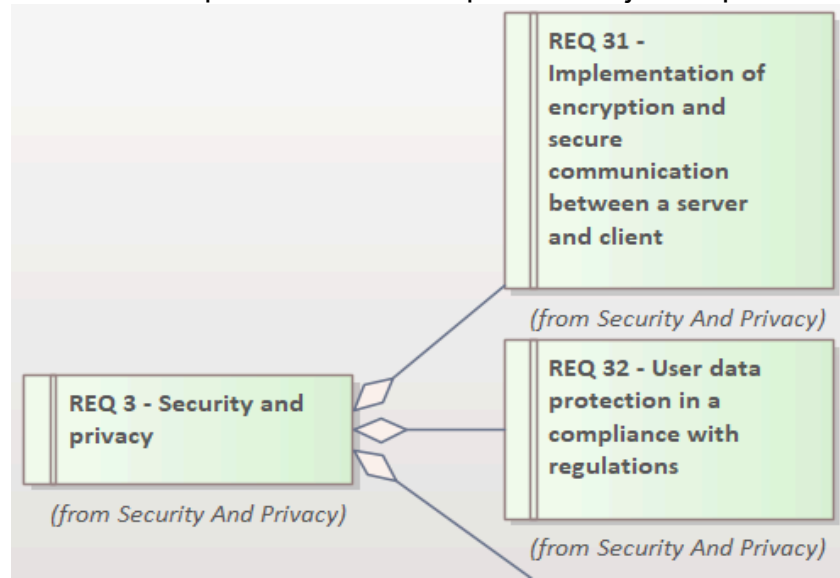 REQ 31 -
Implementation of
encryption and
secure
communication
between a server
and client
(from Security And Privacy)
REQ 3 - Security and
privacy
(from Security And Privacy)
REQ 32 - User data
protection in a
compliance with
regulations
(from Security And Privacy)